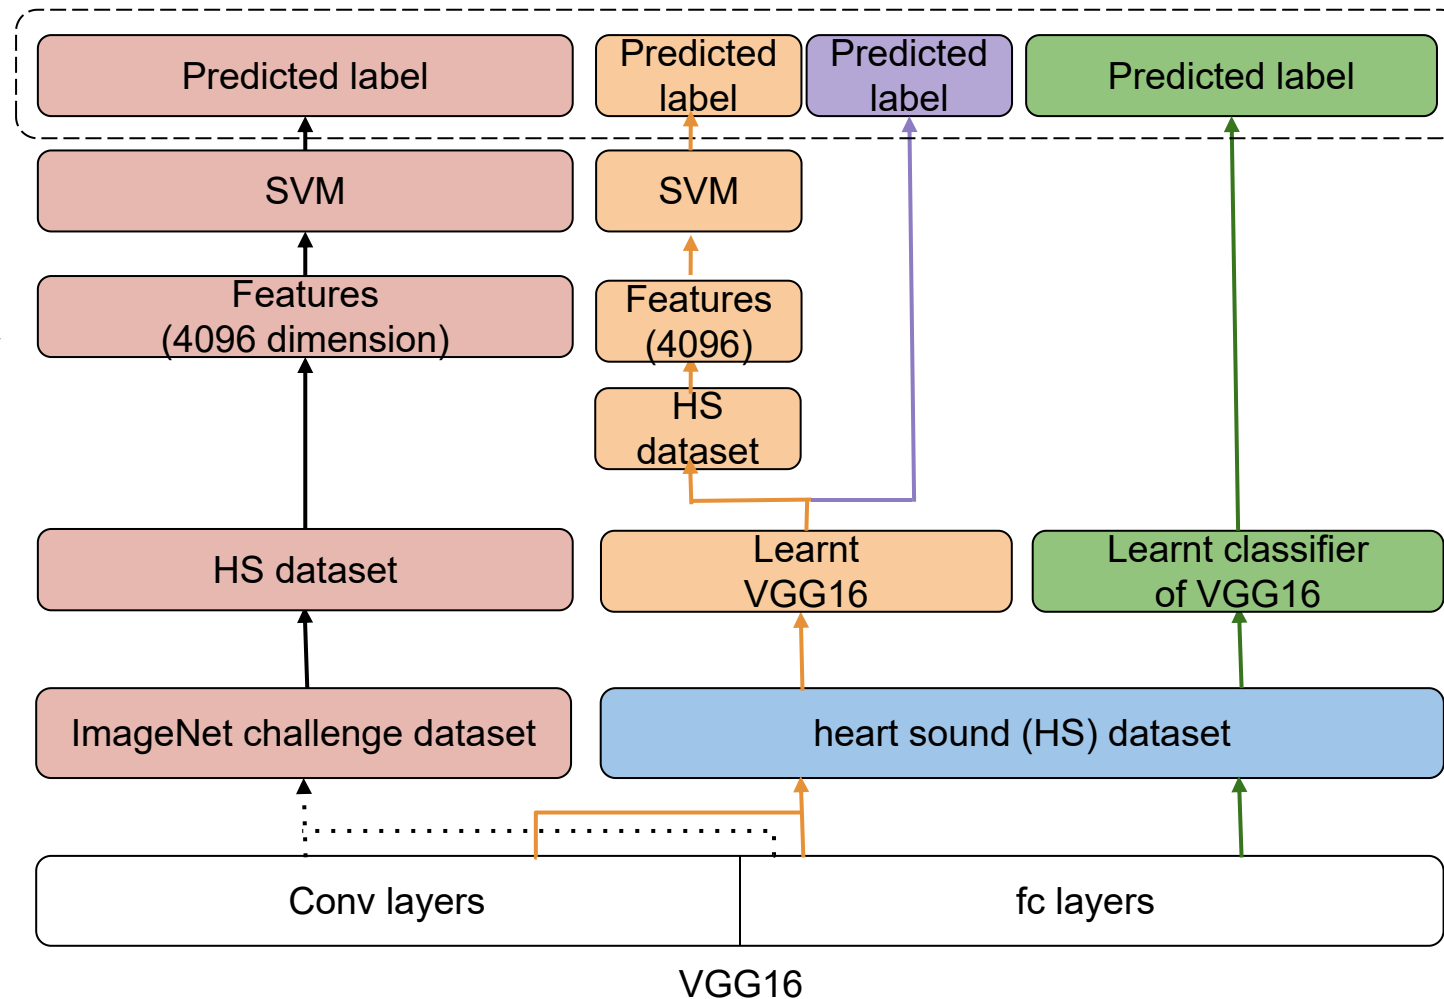 Predicted label
Predicted
label
Predicted
label
Predicted label
SVM
SVM
Features
(4096 dimension)
Features
(4096)
HS
dataset
HS dataset
Learnt
VGG16
Learnt classifier
of VGG16
ImageNet challenge dataset
heart sound (HS) dataset
Conv layers
fc layers
VGG16